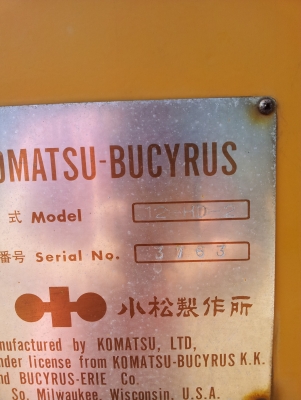 OMATSU-BUCYRUS
式 Model
番号 Serial No. 3063
小松製作所
nufactured by KOMATSU, LTD,
nder license from KOMATSU-BUCYRUS K.K.
nd BUCYRUS-ERIE Co.
So, Milwaukee, Wisconsin, U.S.A.